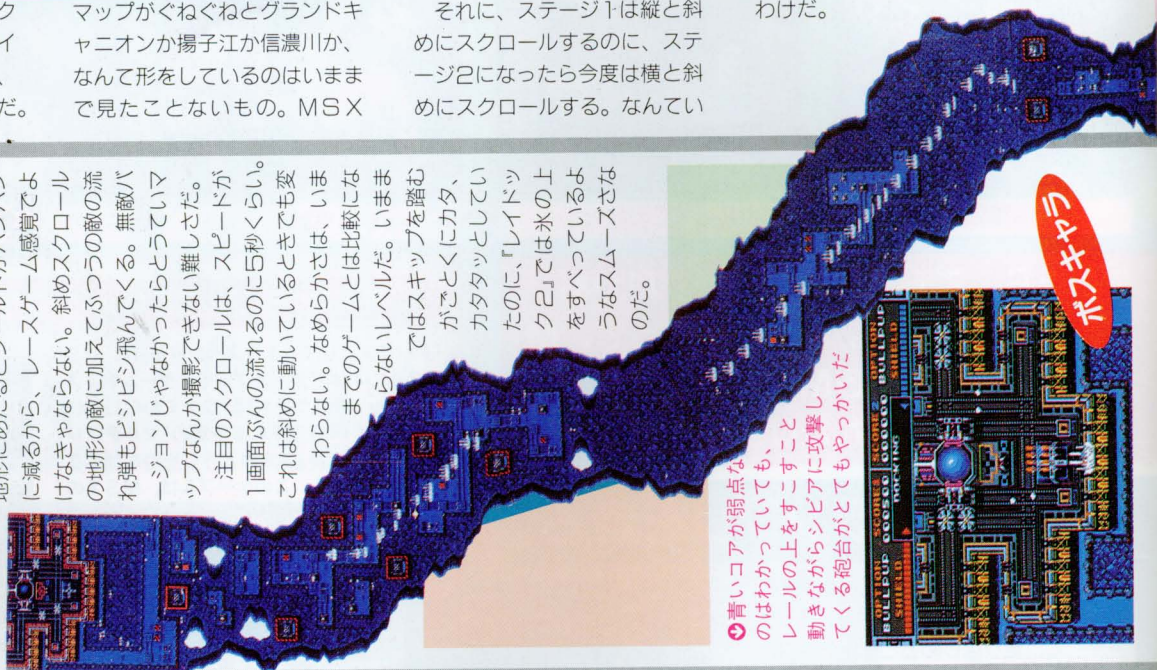 ク
イ
だ。
マップがぐねぐねとグランドキ
ャニオンか揚子江か信濃川か、
なんて形をしているのはいまま
で見たことないもの。MSX
それに、ステージ1は縦と斜
めにスクロールするのに、ステ
ージ2になったら今度は横と斜
めにスクロールする。なんてい
わけだ。
に減るから、レースゲーム感覚でよ
けなきゃならない。斜めスクロール
の地形の敵に加えてふつうの敵の流
れ弾もビシビシ飛んでくる。無敵バ
ージョンじゃなかったらとうていマ
ップなんか撮影できない難しさだ。
注目のスクロールは、スピードが
1画面ぶんの流れるのに5秒くらい。
これは斜めに動いているときでも変
わらない。なめらかさは、いま
までのゲームとは比較にな
らないレベルだ。いまま
ではスキップを踏む
がごとくにカタ、
カタタッとしてい
たのに、『レイドッ
ク2』では氷の上
をすべっているよ
うなスムーズさな
のだ。
青いコアが弱点な
のはわかっていても、
レールの上をすこすこと
動きながらシビアに攻撃し
てくる砲台がとてもやっかいだ
ボスキャラ
OPTION SCORE1 SCORE2 OPTION
BULLPUP BULLPUP
SHIELD SHIELD